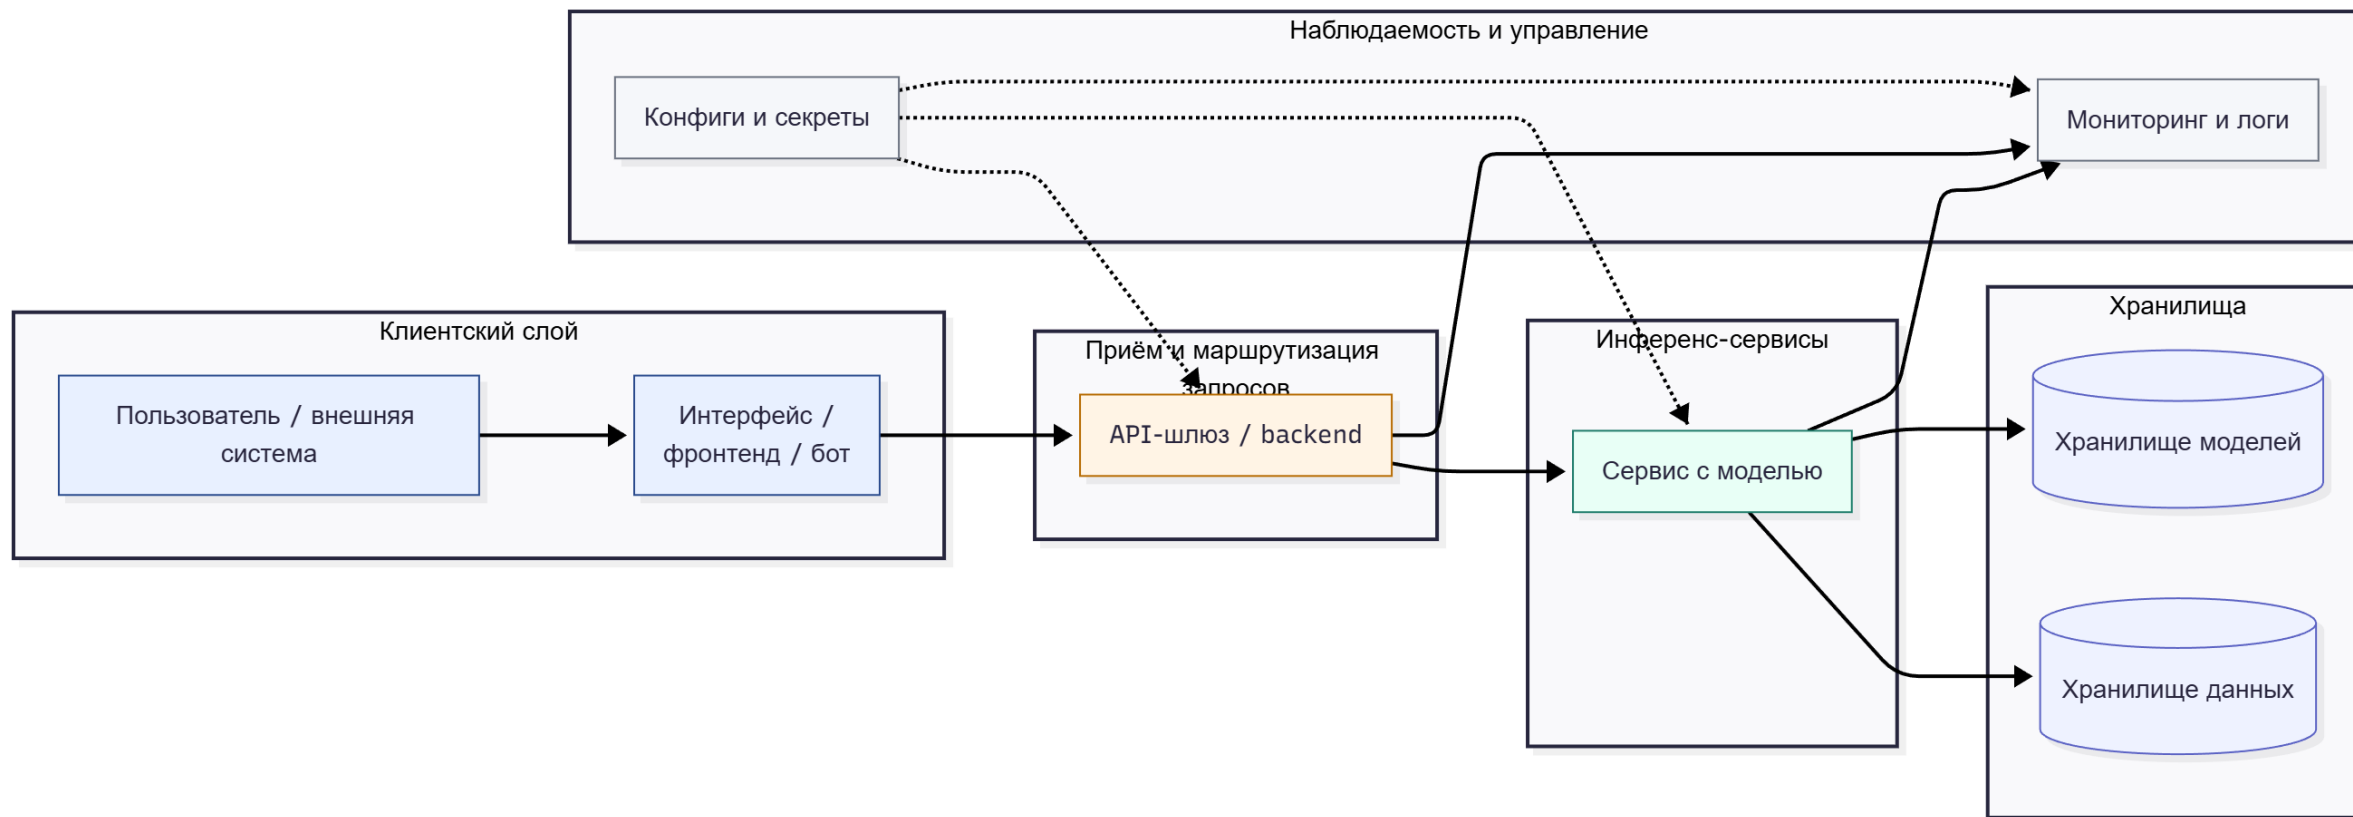 Наблюдаемость и управление
Конфиги и секреты
Мониторинг и логи
Клиентский слой
Пользователь / внешняя
система
Интерфейс /
фронтенд / бот
Приём и маршрутизация
запросов
API-шлюз / backend
Инференс-сервисы
Сервис с моделью
Хранилища
Хранилище моделей
Хранилище данных